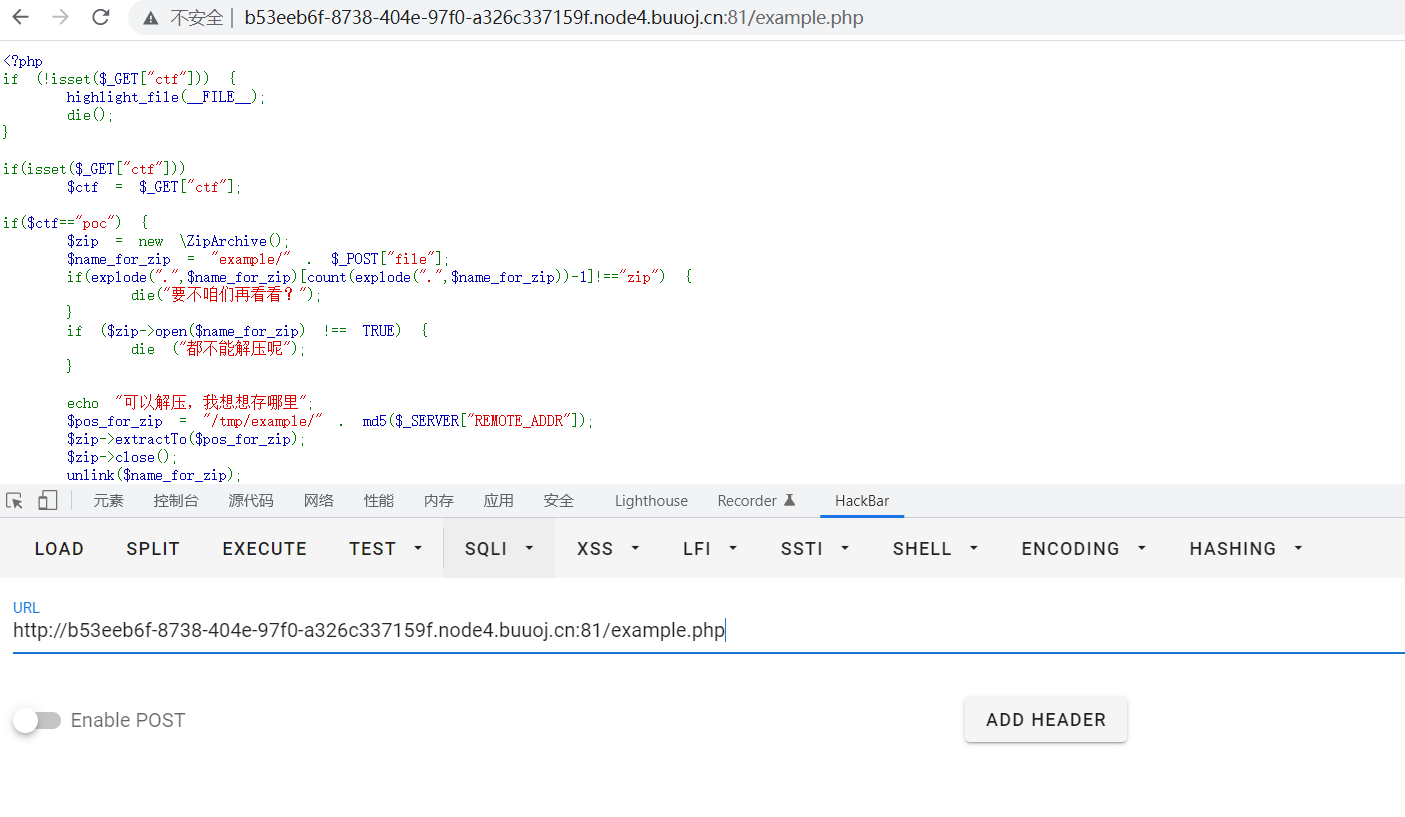 不安全 | b53eeb6f-8738-404e-97f0-a326c337159f.node4.buuoj.cn:81/example.php
<?php
if (!isset($_GET["ctf"])) {
highlight_file(__FILE__);
die();
}
if(isset($_GET["ctf"]))
$ctf = $_GET["ctf"];
if($ctf=="poc") {
$zip = new \ZipArchive();
$name_for_zip = "example/" . $_POST["file"];
if(explode(".",$name_for_zip)[count(explode(".",$name_for_zip))-1]!=="zip") {
die("要不咱们再看看？");
}
if ($zip->open($name_for_zip) !== TRUE) {
die ("都不能解压呢");
}
echo "可以解压，我想想存哪里";
$pos_for_zip = "/tmp/example/" . md5($_SERVER["REMOTE_ADDR"]);
$zip->extractTo($pos_for_zip);
$zip->close();
unlink($name_for_zip);
元素 控制台 源代码 网络 性能 内存 应用 安全 Lighthouse Recorder HackBar
LOAD SPLIT EXECUTE TEST SQLI XSS LFI SSTI SHELL ENCODING HASHING
URL
http://b53eeb6f-8738-404e-97f0-a326c337159f.node4.buuoj.cn:81/example.php
Enable POST ADD HEADER